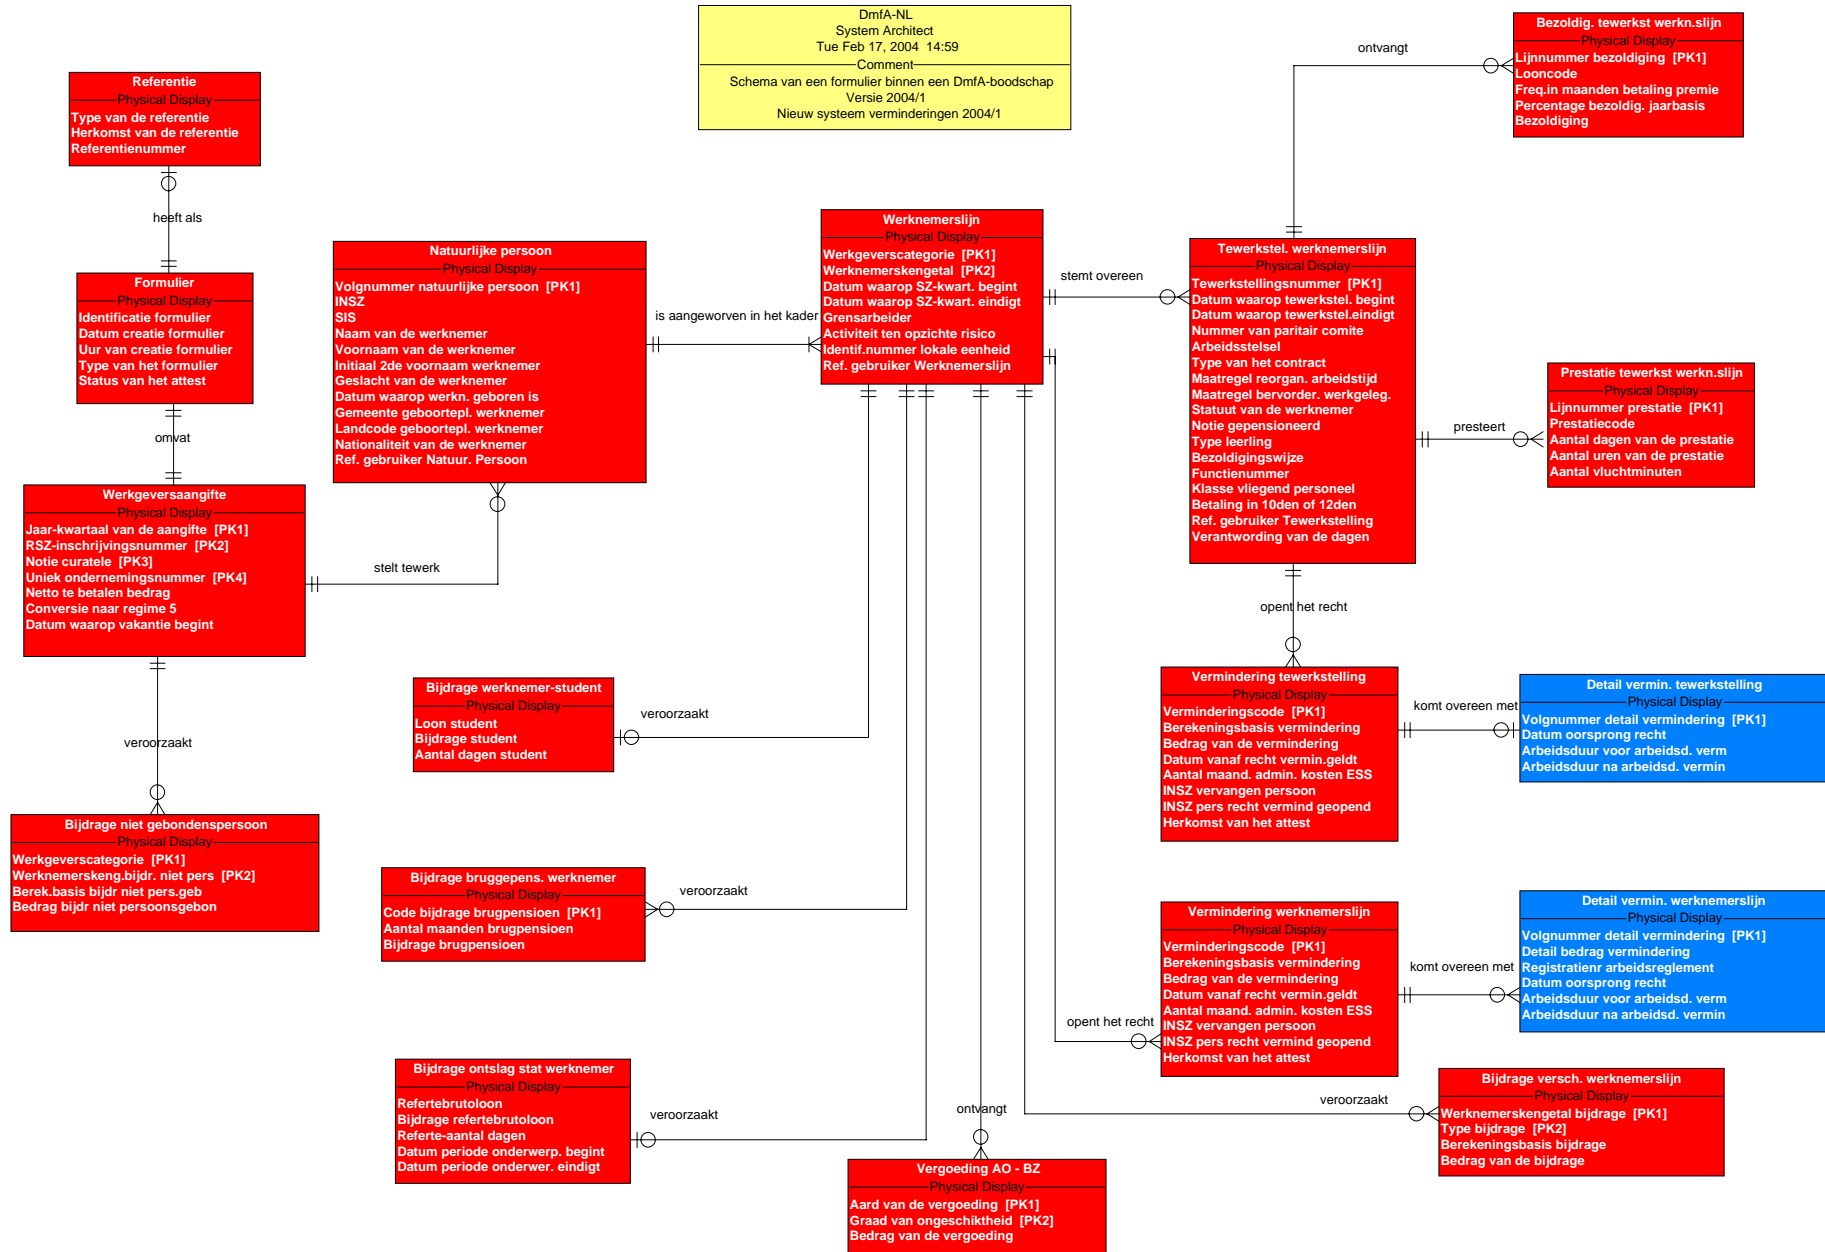 DmfA-NL
System Architect
Tue Feb 17, 2004  14:59
Comment
Schema van een formulier binnen een DmfA-boodschap
Versie 2004/1
Nieuw systeem verminderingen 2004/1
Bezoldig. tewerkst werkn.slijn
Physical Display
Lijnnummer bezoldiging  [PK1]
Looncode
Freq.in maanden betaling premie
Percentage bezoldig. jaarbasis
Bezoldiging
ontvangt
Referentie
Physical Display
Type van de referentie
Herkomst van de referentie
Referentienummer
heeft als
Formulier
Physical Display
Identificatie formulier
Datum creatie formulier
Uur van creatie formulier
Type van het formulier
Status van het attest
omvat
Natuurlijke persoon
Physical Display
Volgnummer natuurlijke persoon  [PK1]
INSZ
SIS
Naam van de werknemer
Voornaam van de werknemer
Initiaal 2de voornaam werknemer
Geslacht van de werknemer
Datum waarop werkn. geboren is
Gemeente geboortepl. werknemer
Landcode geboortepl. werknemer
Nationaliteit van de werknemer
Ref. gebruiker Natuur. Persoon
is aangeworven in het kader
Werknemerslijn
Physical Display
Werkgeverscategorie  [PK1]
Werknemerskengetal  [PK2]
Datum waarop SZ-kwart. begint
Datum waarop SZ-kwart. eindigt
Grensarbeider
Activiteit ten opzichte risico
Identif.nummer lokale eenheid
Ref. gebruiker Werknemerslijn
stemt overeen
Tewerkstel. werknemerslijn
Physical Display
Tewerkstellingsnummer  [PK1]
Datum waarop tewerkstel. begint
Datum waarop tewerkstel.eindigt
Nummer van paritair comite
Arbeidsstelsel
Type van het contract
Maatregel reorgan. arbeidstijd
Maatregel bervorder. werkgeleg.
Statuut van de werknemer
Notie gepensioneerd
Type leerling
Bezoldigingswijze
Functienummer
Klasse vliegend personeel
Betaling in 10den of 12den
Ref. gebruiker Tewerkstelling
Verantwording van de dagen
presteert
Prestatie tewerkst werkn.slijn
Physical Display
Lijnnummer prestatie  [PK1]
Prestatiecode
Aantal dagen van de prestatie
Aantal uren van de prestatie
Aantal vluchtminuten
Werkgeversaangifte
Physical Display
Jaar-kwartaal van de aangifte  [PK1]
RSZ-inschrijvingsnummer  [PK2]
Notie curatele  [PK3]
Uniek ondernemingsnummer  [PK4]
Netto te betalen bedrag
Conversie naar regime 5
Datum waarop vakantie begint
stelt tewerk
opent het recht
veroorzaakt
Bijdrage niet gebondenspersoon
Physical Display
Werkgeverscategorie  [PK1]
Werknemerskeng.bijdr. niet pers  [PK2]
Berek.basis bijdr niet pers.geb
Bedrag bijdr niet persoonsgebon
Bijdrage werknemer-student
Physical Display
Loon student
Bijdrage student
Aantal dagen student
veroorzaakt
Vermindering tewerkstelling
Physical Display
Verminderingscode  [PK1]
Berekeningsbasis vermindering
Bedrag van de vermindering
Datum vanaf recht vermin.geldt
Aantal maand. admin. kosten ESS
INSZ vervangen persoon
INSZ pers recht vermind geopend
Herkomst van het attest
komt overeen met
Detail vermin. tewerkstelling
Physical Display
Volgnummer detail vermindering  [PK1]
Datum oorsprong recht
Arbeidsduur voor arbeidsd. verm
Arbeidsduur na arbeidsd. vermin
Bijdrage bruggepens. werknemer
Physical Display
Code bijdrage brugpensioen  [PK1]
Aantal maanden brugpensioen
Bijdrage brugpensioen
veroorzaakt
Vermindering werknemerslijn
Physical Display
Verminderingscode  [PK1]
Berekeningsbasis vermindering
Bedrag van de vermindering
Datum vanaf recht vermin.geldt
Aantal maand. admin. kosten ESS
INSZ vervangen persoon
INSZ pers recht vermind geopend
Herkomst van het attest
opent het recht
komt overeen met
Detail vermin. werknemerslijn
Physical Display
Volgnummer detail vermindering  [PK1]
Detail bedrag vermindering
Registratienr arbeidsreglement
Datum oorsprong recht
Arbeidsduur voor arbeidsd. verm
Arbeidsduur na arbeidsd. vermin
Bijdrage ontslag stat werknemer
Physical Display
Refertebrutoloon
Bijdrage refertebrutoloon
Referte-aantal dagen
Datum periode onderwerp. begint
Datum periode onderwer. eindigt
veroorzaakt
ontvangt
Vergoeding AO - BZ
Physical Display
Aard van de vergoeding  [PK1]
Graad van ongeschiktheid  [PK2]
Bedrag van de vergoeding
veroorzaakt
Bijdrage versch. werknemerslijn
Physical Display
Werknemerskengetal bijdrage  [PK1]
Type bijdrage  [PK2]
Berekeningsbasis bijdrage
Bedrag van de bijdrage